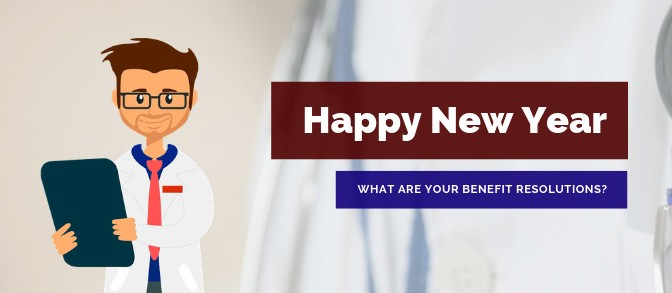 Happy New Year
WHAT ARE YOUR BENEFIT RESOLUTIONS?